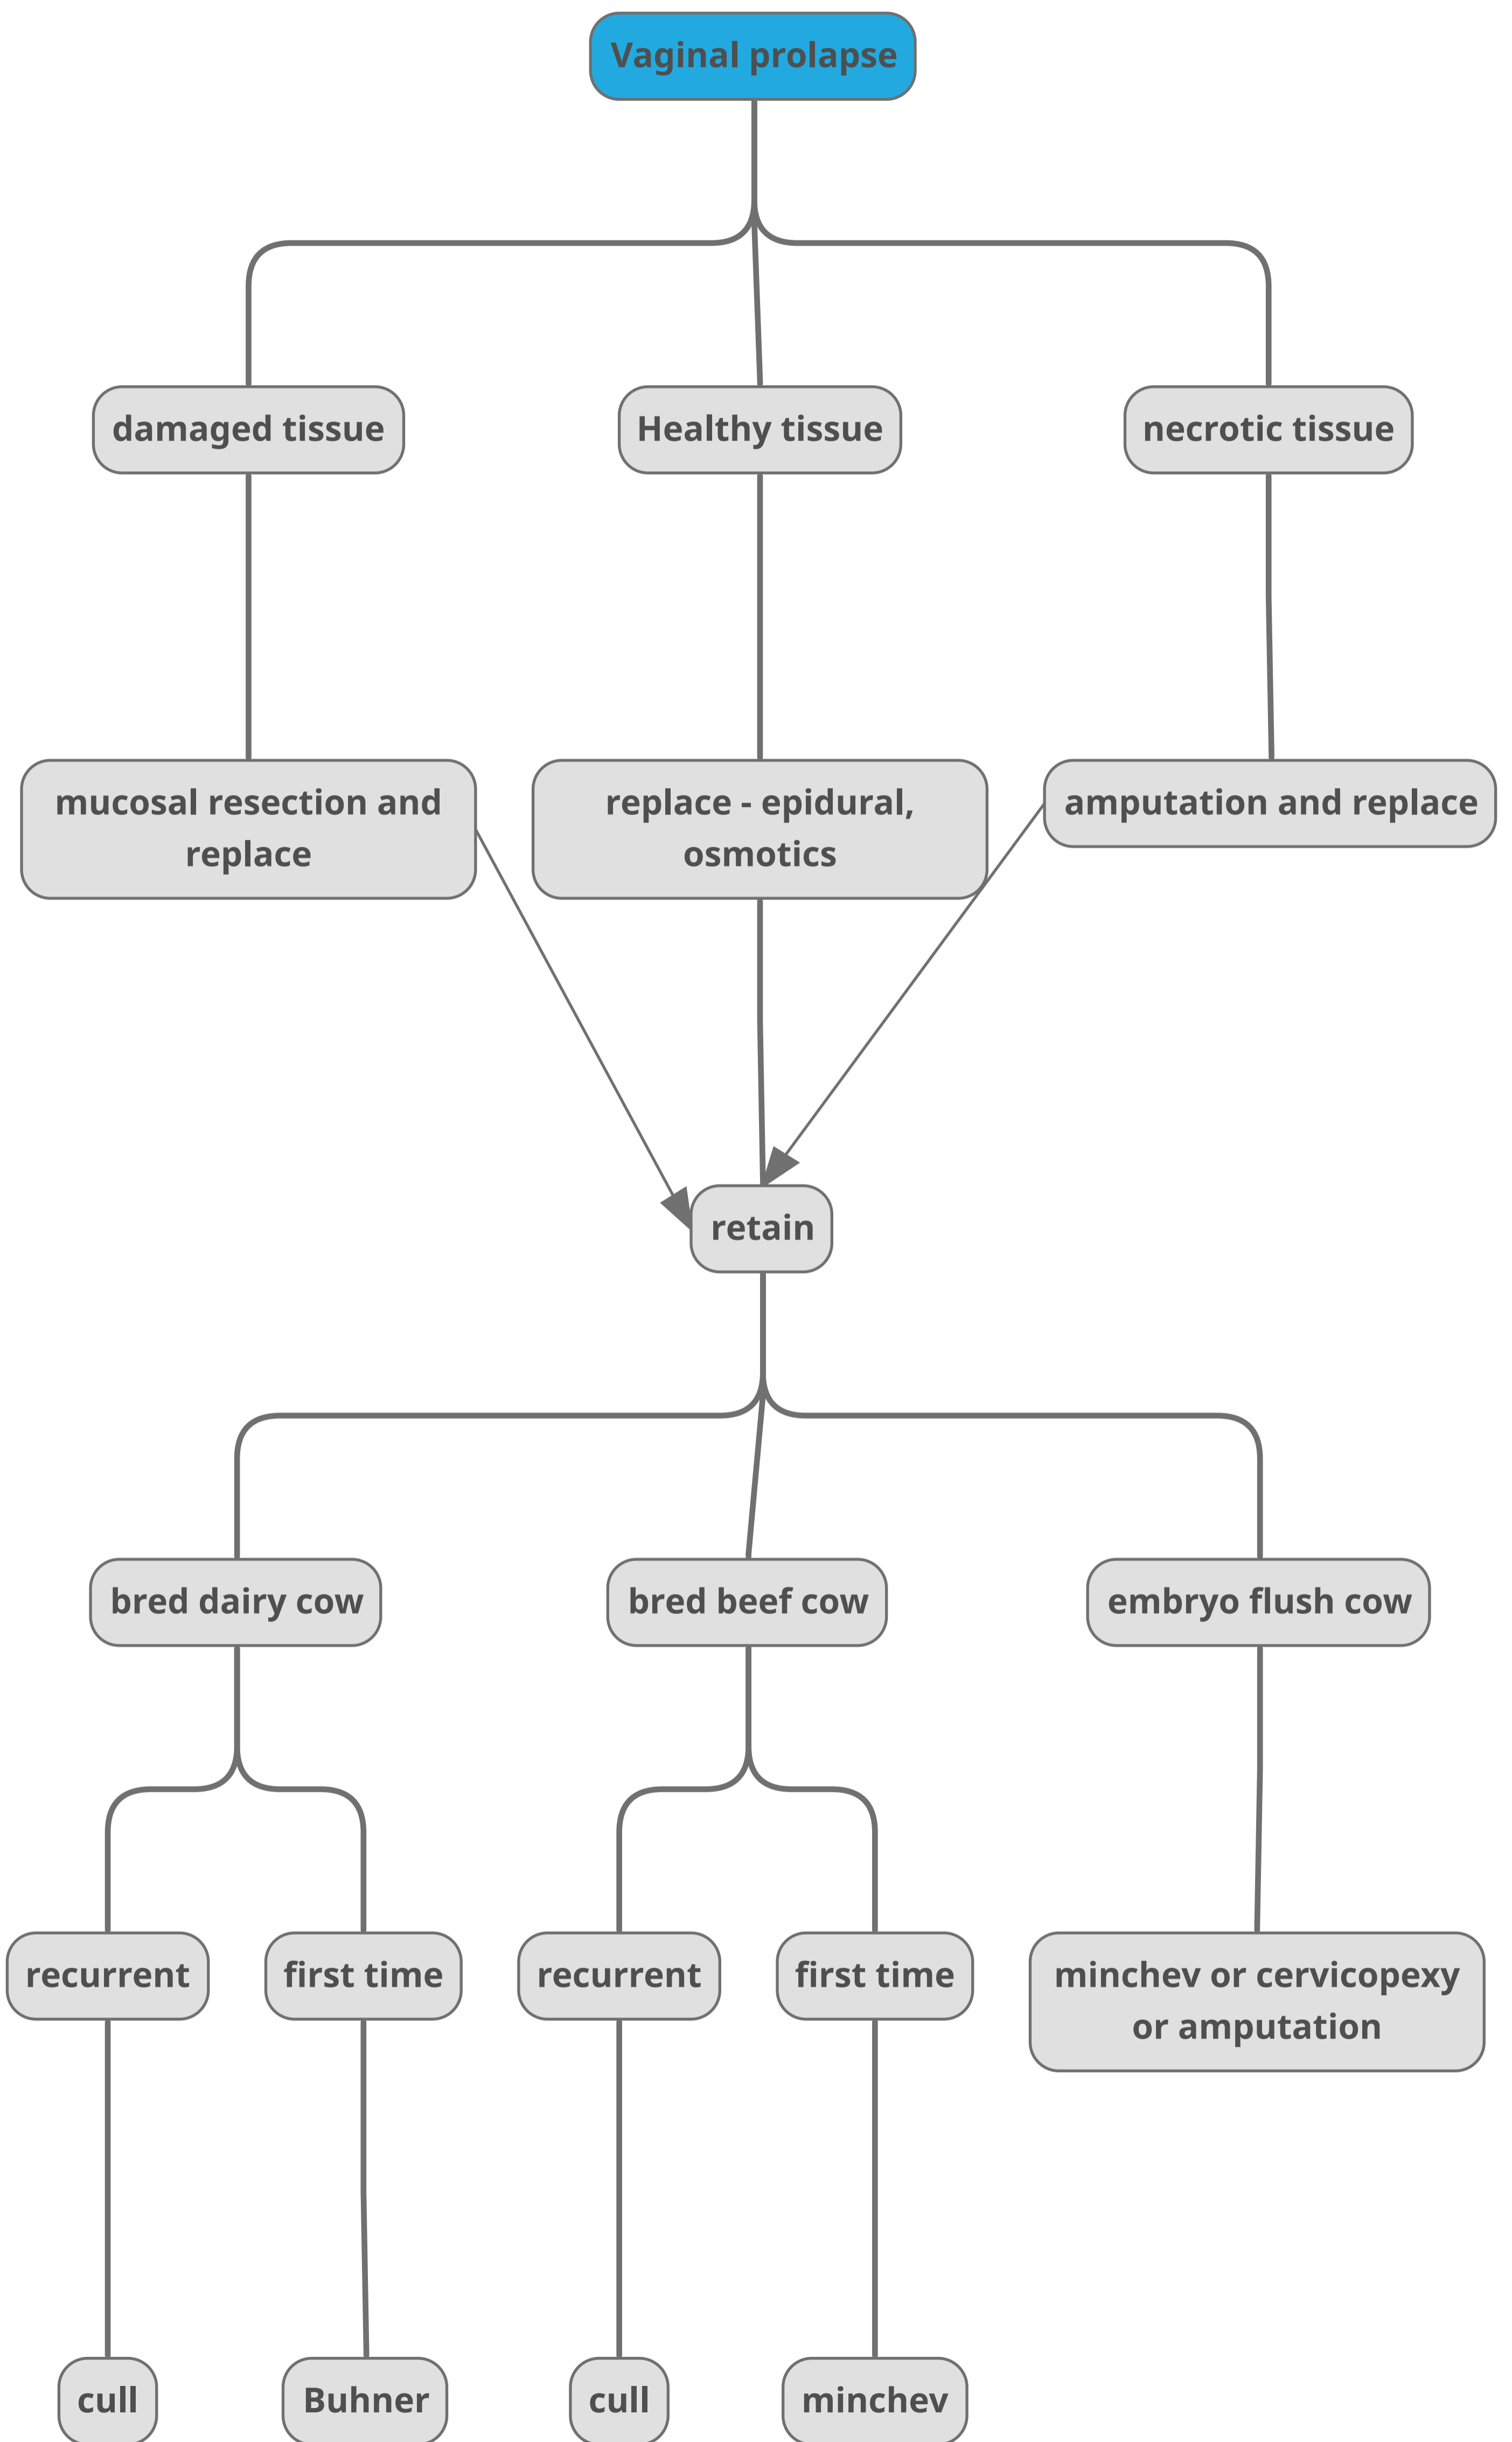 Vaginal prolapse
damaged tissue
Healthy tissue
necrotic tissue
mucosal resection and
replace
replace - epidural,
osmotics
amputation and replace
retain
bred dairy cow
bred beef cow
embryo flush cow
recurrent
first time
recurrent
first time
minchev or cervicopexy
or amputation
cull
Buhner
cull
minchev